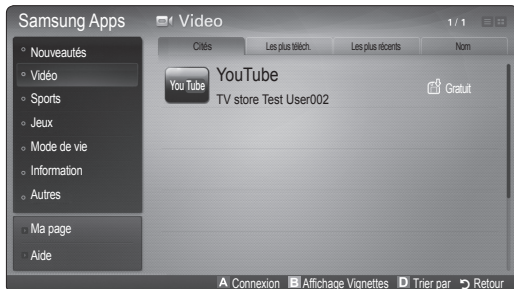 Samsung Apps
Video
1/1
Nouveautés
Vidéo
Sports
Jeux
Mode de vie
Information
Autres
Ma page
Aide
Cités
Les plus téléch.
Les plus récents
Nom
You Tube
YouTube
TV store Test User002
Gratuit
A Connexion B Affichage Vignettes D Trier par Retour